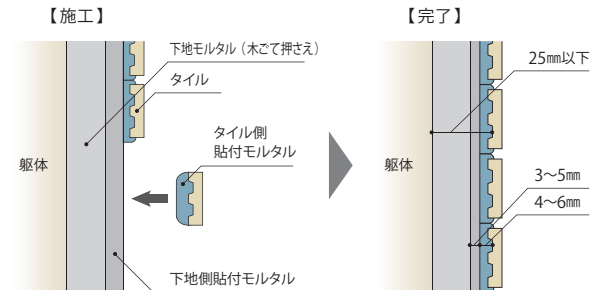 【施工】
下地モルタル（木ごて押さえ）
タイル
タイル側
貼付モルタル
躯体
下地側貼付モルタル
【完了】
25㎜以下
躯体
3〜5㎜
4〜6㎜